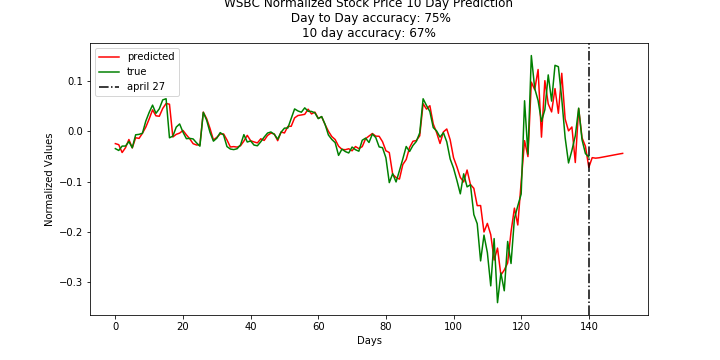 WSBC Normalized Stock Price 10 Day Prediction
Day to Day accuracy: 75%
10 day accuracy: 67%
predicted
true
april 27
0.1
0.0
−0.1
−0.2
−0.3
Normalized Values
0 20 40 60 80 100 120 140
Days